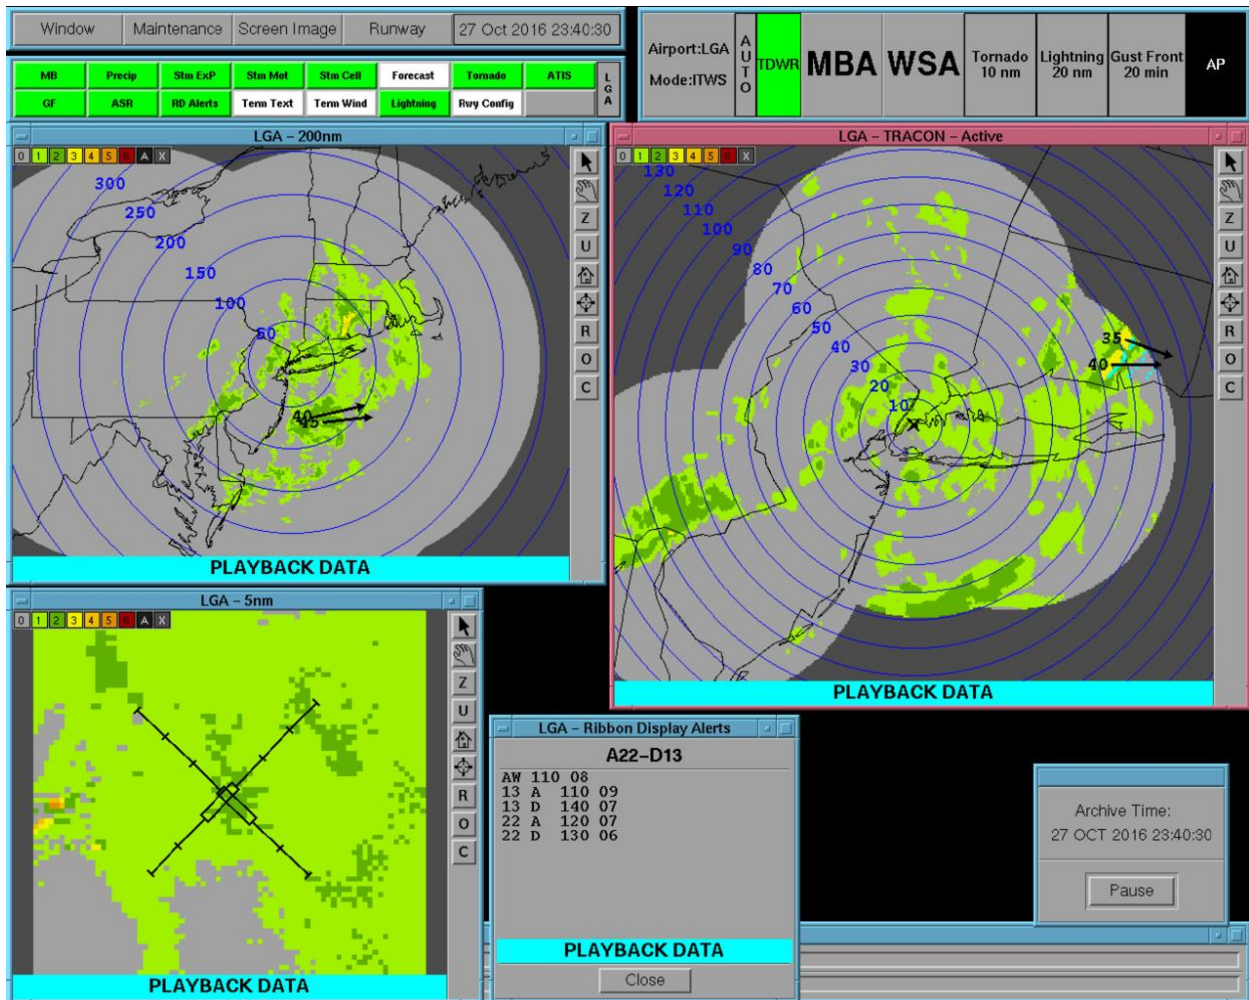 Window Maintenance Screen Image Runway 27 Oct 2016 23:40:30
MB Precip Stm ExP Stm Mot Stm Cell Forecast Tornado ATIS
GF ASR RD Alerts Term Text Term Wind Lightning Rwy Config
LGA
Airport:LGA
Mode:ITWS
AUTO
TDWR
MBA
WSA
Tornado
10 nm
Lightning
20 nm
Gust Front
20 min
AP
LGA – 200nm
0 1 2 3 4 5 6 A X
300
250
200
150
100
50
40
45
Z
U
R
O
C
PLAYBACK DATA
LGA – TRACON – Active
0 1 2 3 4 5 6 X
130
120
110
100
90
80
70
60
50
40
30
20
10
35
40
Z
U
R
O
C
PLAYBACK DATA
LGA – 5nm
0 1 2 3 4 5 6 A X
Z
U
R
O
C
PLAYBACK DATA
LGA – Ribbon Display Alerts
A22–D13
AW 110 08
13 A 110 09
13 D 140 07
22 A 120 07
22 D 130 06
PLAYBACK DATA
Close
Archive Time:
27 OCT 2016 23:40:30
Pause